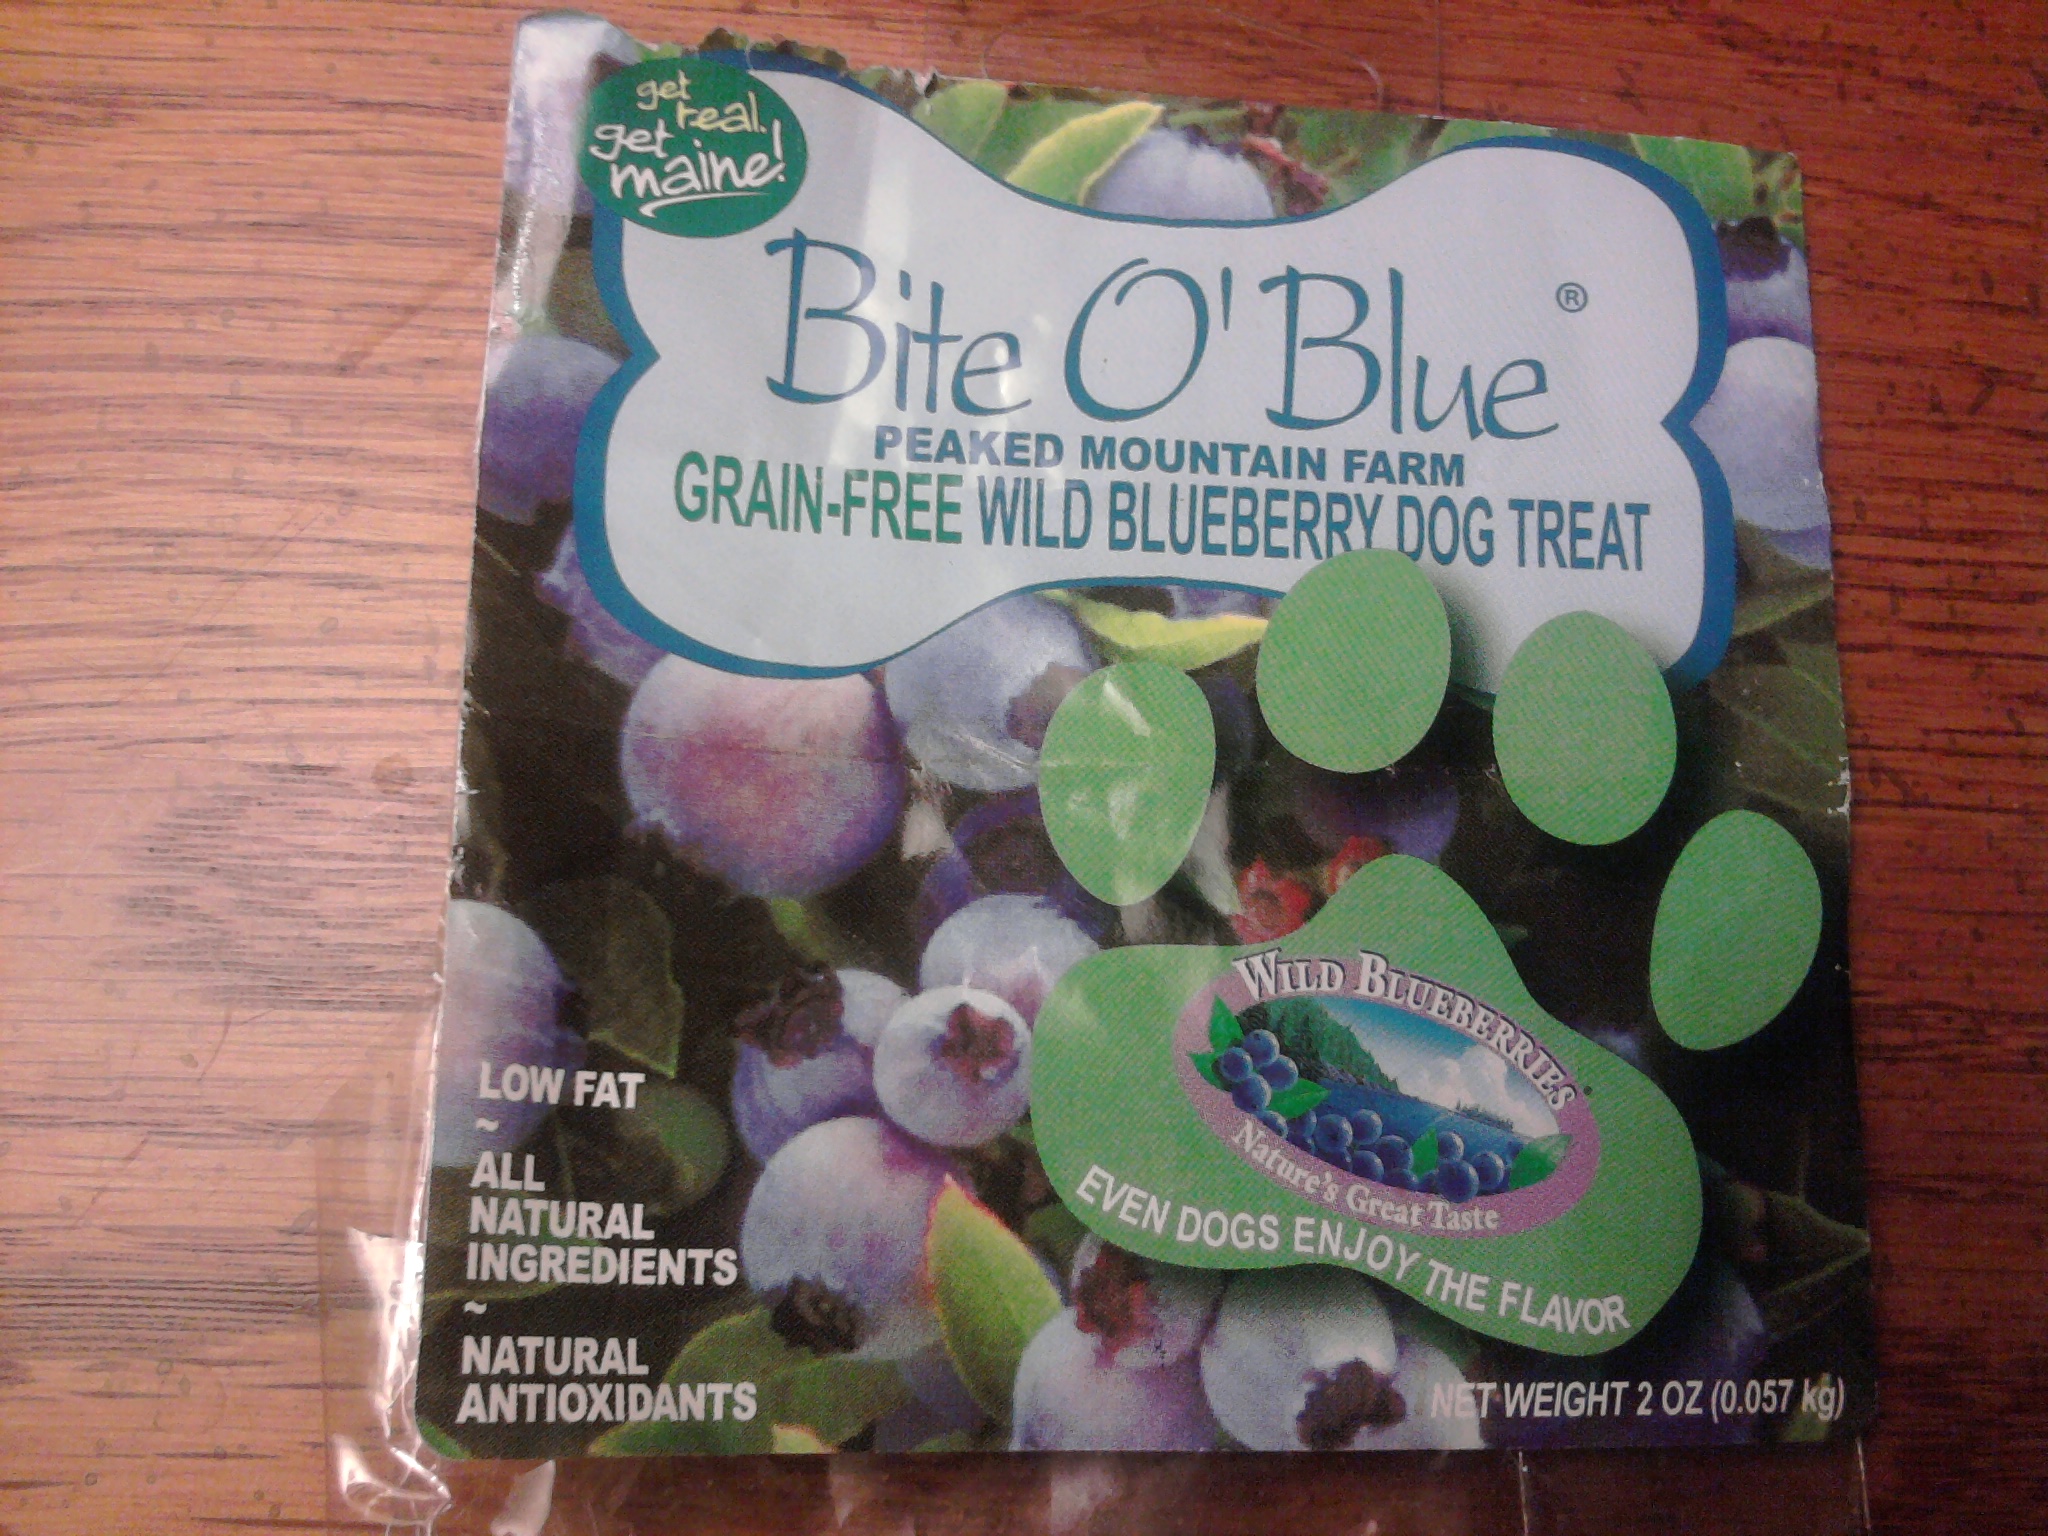 get
real.
get
maine!
Bite O' Blue ®
PEAKED MOUNTAIN FARM
GRAIN-FREE WILD BLUEBERRY DOG TREAT
WILD BLUEBERRIES
Nature's Great Taste
EVEN DOGS ENJOY THE FLAVOR
LOW FAT
~
ALL
NATURAL
INGREDIENTS
~
NATURAL
ANTIOXIDANTS
NET WEIGHT 2 OZ (0.057 kg)